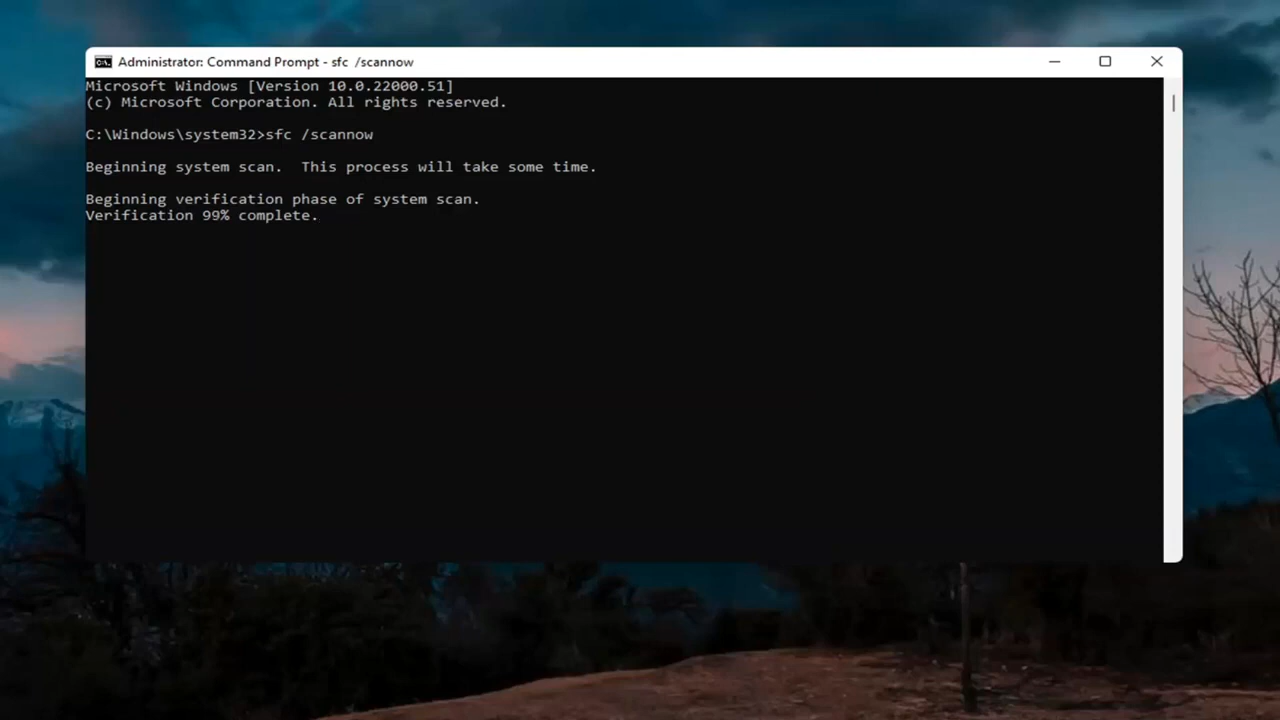 Administrator: Command Prompt - sfc  /scannow
Microsoft Windows [Version 10.0.22000.51]
(c) Microsoft Corporation. All rights reserved.
C:\Windows\system32>sfc /scannow
Beginning system scan.  This process will take some time.
Beginning verification phase of system scan.
Verification 99% complete.